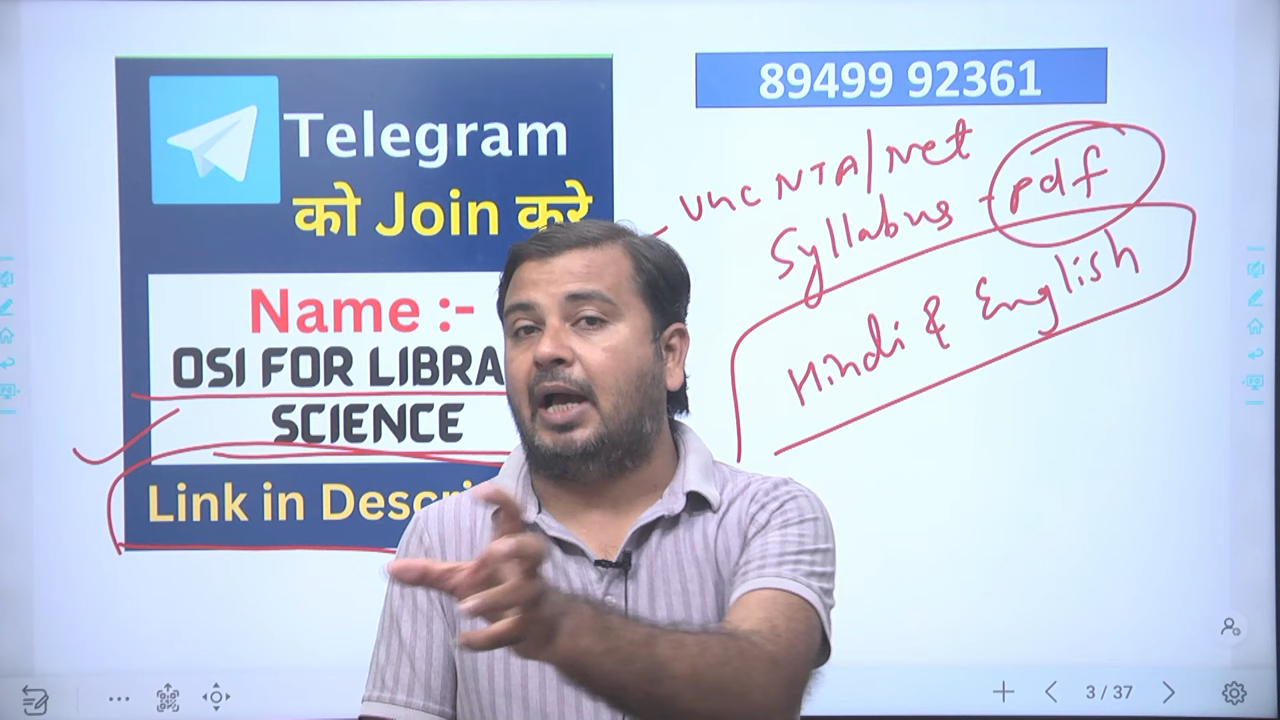 Telegram
को Join करे
Name :-
OSI FOR LIBRA
SCIENCE
Link in Descri
89499 92361
NTA/Net
Syllabus - pdf
Hindi & English
3 / 37